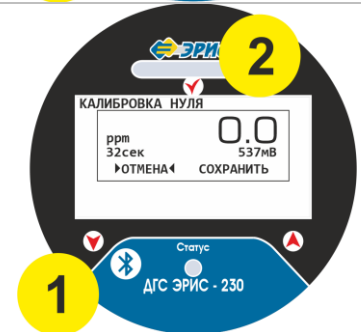 ЭРИС
2
КАЛИБРОВКА НУЛЯ
ppm 0.0
32сек 537мВ
ОТМЕНА СОХРАНИТЬ
Статус
1
ДГС ЭРИС - 230